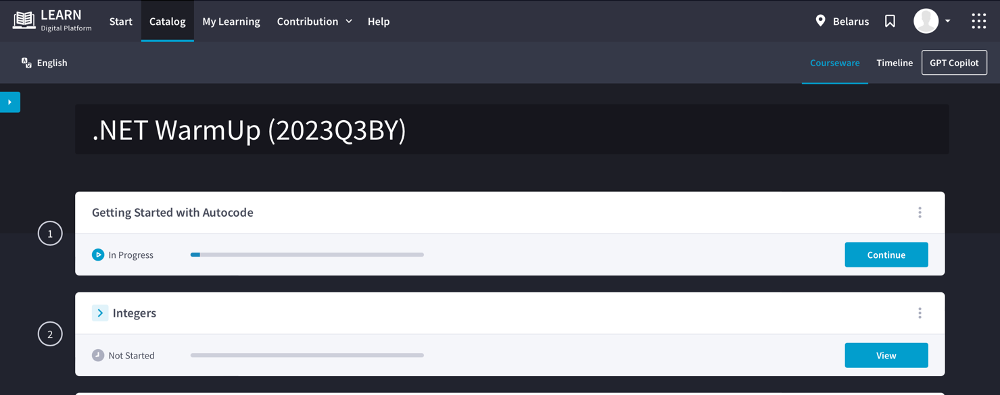 LEARN
Digital Platform
Start
Catalog
My Learning
Contribution
Help
Belarus
English
Courseware
Timeline
GPT Copilot
.NET WarmUp (2023Q3BY)
1
Getting Started with Autocode
In Progress
Continue
2
Integers
Not Started
View